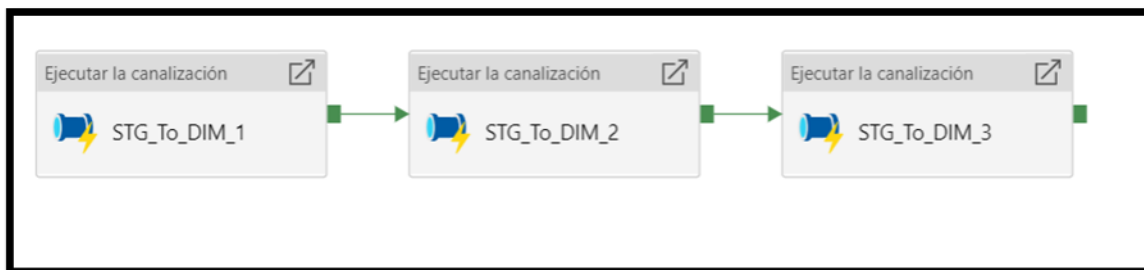 Ejecutar la canalización
STG_To_DIM_1
Ejecutar la canalización
STG_To_DIM_2
Ejecutar la canalización
STG_To_DIM_3